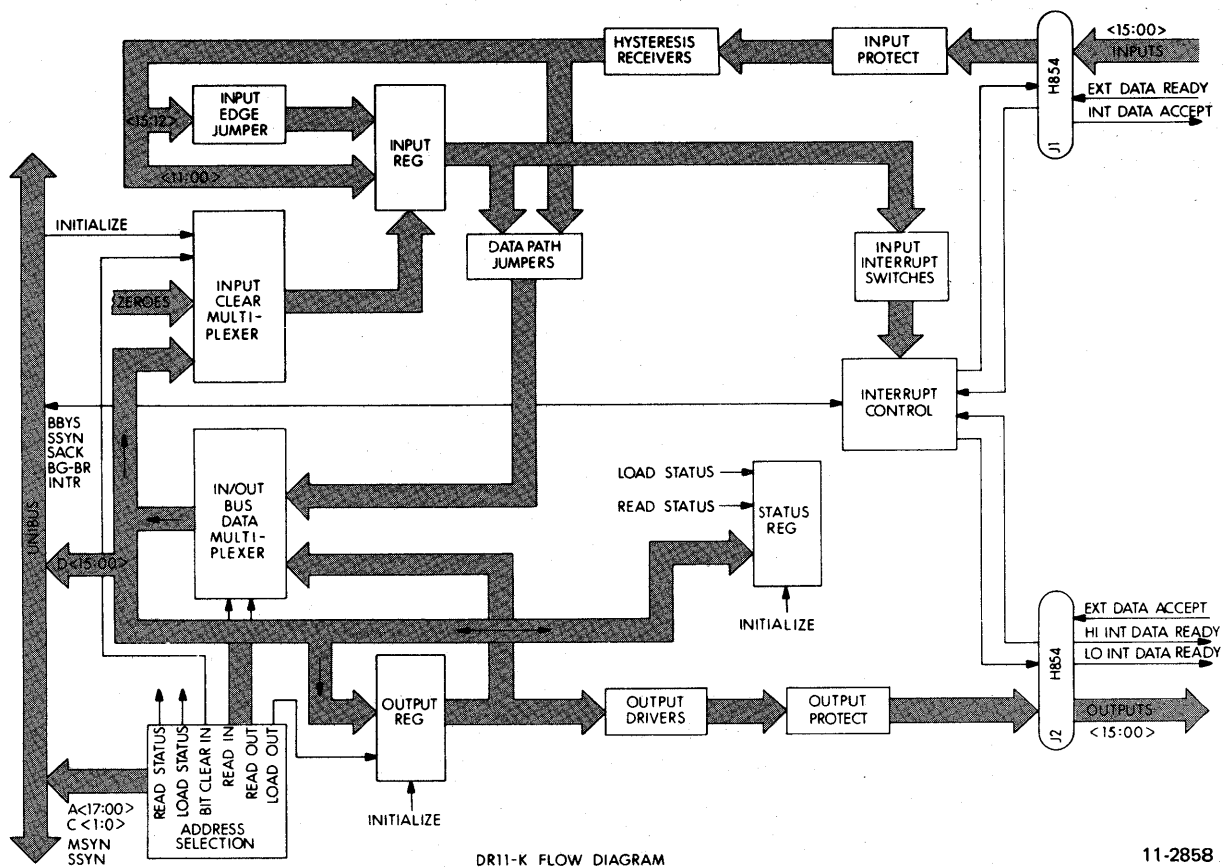 <15:00>
INPUTS
HYSTERESIS
RECEIVERS
INPUT
PROTECT
H854
J1
EXT DATA READY
INT DATA ACCEPT
<15:12>
INPUT
EDGE
JUMPER
INPUT
REG
<11:00>
INITIALIZE
DATA PATH
JUMPERS
INPUT
INTERRUPT
SWITCHES
ZEROES
INPUT
CLEAR
MULTI-
PLEXER
INTERRUPT
CONTROL
BBYS
SSYN
SACK
BG-BR
INTR
UNIBUS
IN/OUT
BUS
DATA
MULTI-
PLEXER
LOAD STATUS
READ STATUS
STATUS
REG
D<15:00>
INITIALIZE
EXT DATA ACCEPT
HI INT DATA READY
LO INT DATA READY
H854
J2
OUTPUT
REG
OUTPUT
DRIVERS
OUTPUT
PROTECT
OUTPUTS
<15:00>
READ STATUS
LOAD STATUS
BIT CLEAR IN
READ IN
READ OUT
LOAD OUT
ADDRESS
SELECTION
A<17:00>
C<1:0>
MSYN
SSYN
INITIALIZE
DR11-K FLOW DIAGRAM
11-2858